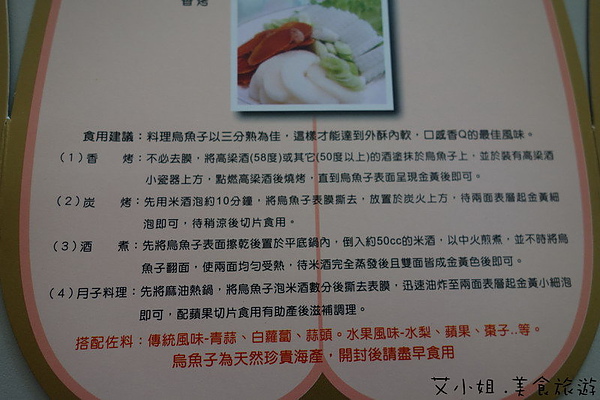 香烤
食用建議：料理烏魚子以三分熟為佳，這樣才能達到外酥內軟，口感香Q的最佳風味。
(1)香　烤：不必去膜，將高梁酒(58度)或其它(50度以上)的酒塗抹於烏魚子上，並於裝有高梁酒
小瓷器上方，點燃高梁酒後燒烤，直到烏魚子表面呈現金黃後即可。
(2)炭　烤：先用米酒泡約10分鐘，將烏魚子表膜撕去，放置於炭火上方，待兩面表層起金黃細
泡即可，待稍涼後切片食用。
(3)酒　煮：先將烏魚子表面擦乾後置於平底鍋內，倒入約50cc的米酒，以中火煎煮，並不時將烏
魚子翻面，使兩面均勻受熱，待米酒完全蒸發後且雙面皆成金黃色後即可。
(4)月子料理：先將麻油熱鍋，將烏魚子泡米酒數分後撕去表膜，迅速油炸至兩面表層起金黃小細泡
即可，配蘋果切片食用有助產後滋補調理。
搭配佐料：傳統風味-青蒜、白蘿蔔、蒜頭。水果風味-水梨、蘋果、棗子..等。
烏魚子為天然珍貴海產，開封後請盡早食用
艾小姐.美食旅遊